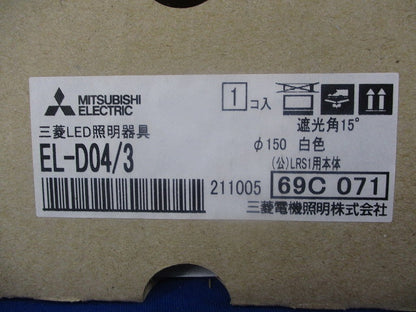 MITSUBISHI
ELECTRIC
1コ入
三菱LED照明器具
遮光角15°
EL-D04/3
φ150 白色
(公)LRS1用本体
211005
69C 071
三菱電機照明株式会社